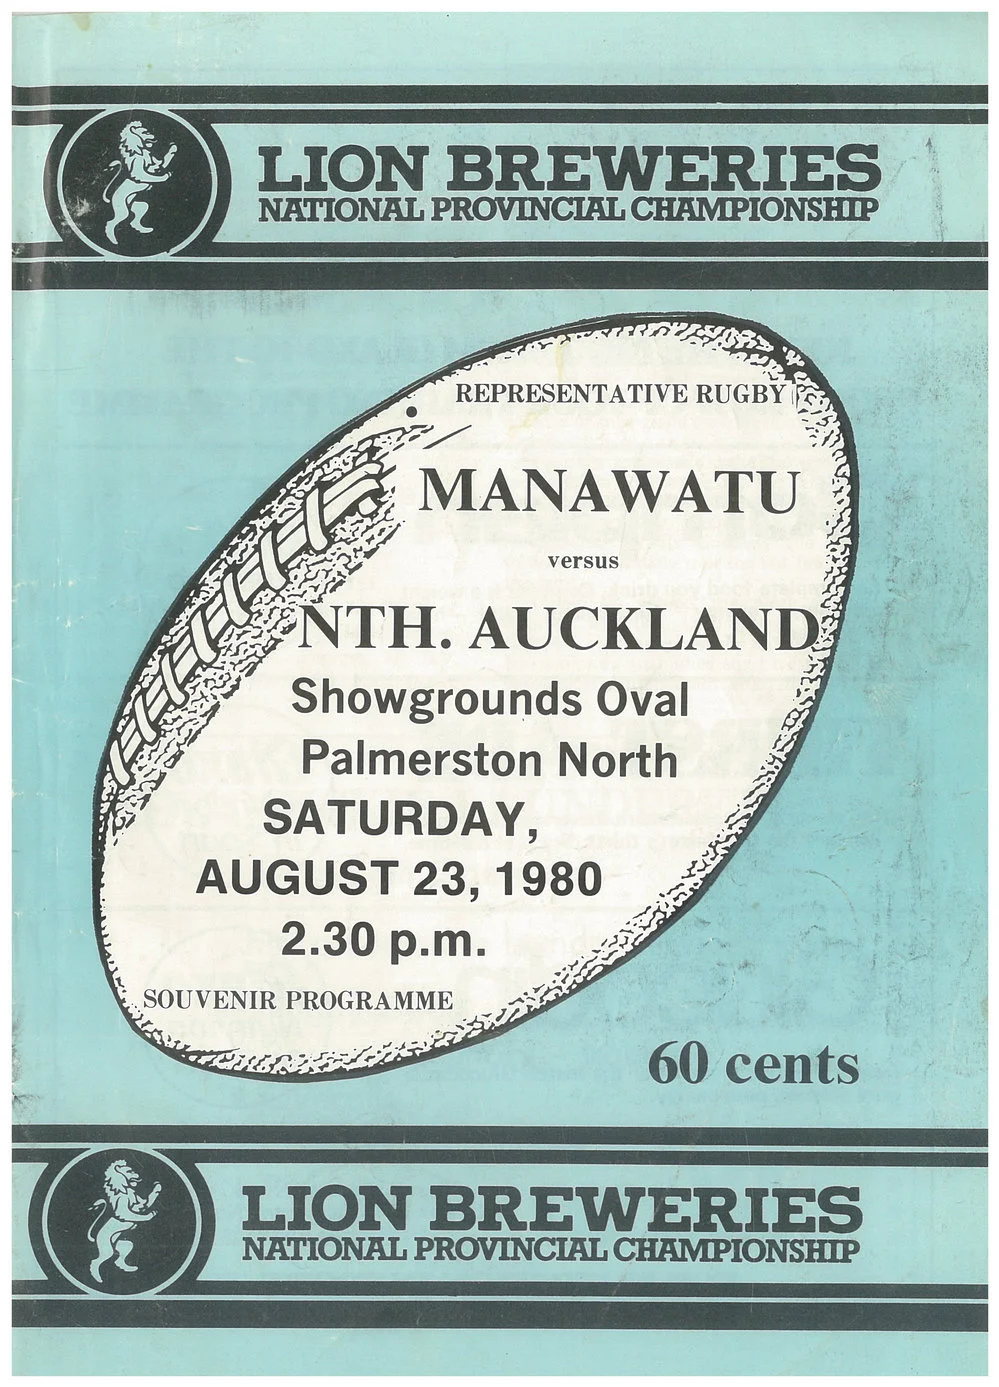 LION BREWERIES
NATIONAL PROVINCIAL CHAMPIONSHIP
REPRESENTATIVE RUGBY
MANAWATU
versus
NTH. AUCKLAND
Showgrounds Oval
Palmerston North
SATURDAY,
AUGUST 23, 1980
2.30 p.m.
SOUVENIR PROGRAMME
60 cents
LION BREWERIES
NATIONAL PROVINCIAL CHAMPIONSHIP